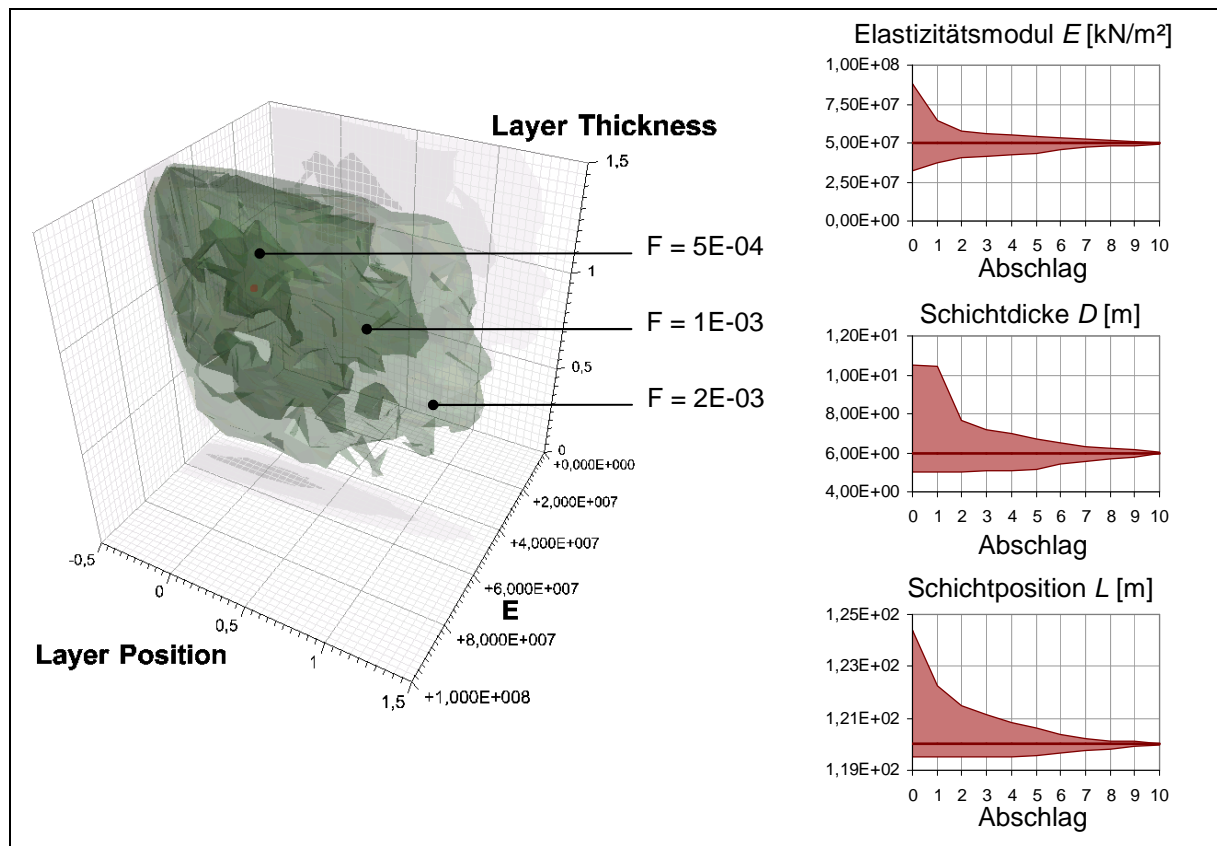 Layer Thickness
1,5
1
0,5
0
F = 5E-04
F = 1E-03
F = 2E-03
+0,000E+000
+2,000E+007
+4,000E+007
+6,000E+007
+8,000E+007
+1,000E+008
E
-0,5
0
0,5
1
1,5
Layer Position
Elastizitätsmodul E [kN/m²]
1,00E+08
7,50E+07
5,00E+07
2,50E+07
0,00E+00
0 1 2 3 4 5 6 7 8 9 10
Abschlag
Schichtdicke D [m]
1,20E+01
1,00E+01
8,00E+00
6,00E+00
4,00E+00
0 1 2 3 4 5 6 7 8 9 10
Abschlag
Schichtposition L [m]
1,25E+02
1,23E+02
1,21E+02
1,19E+02
0 1 2 3 4 5 6 7 8 9 10
Abschlag